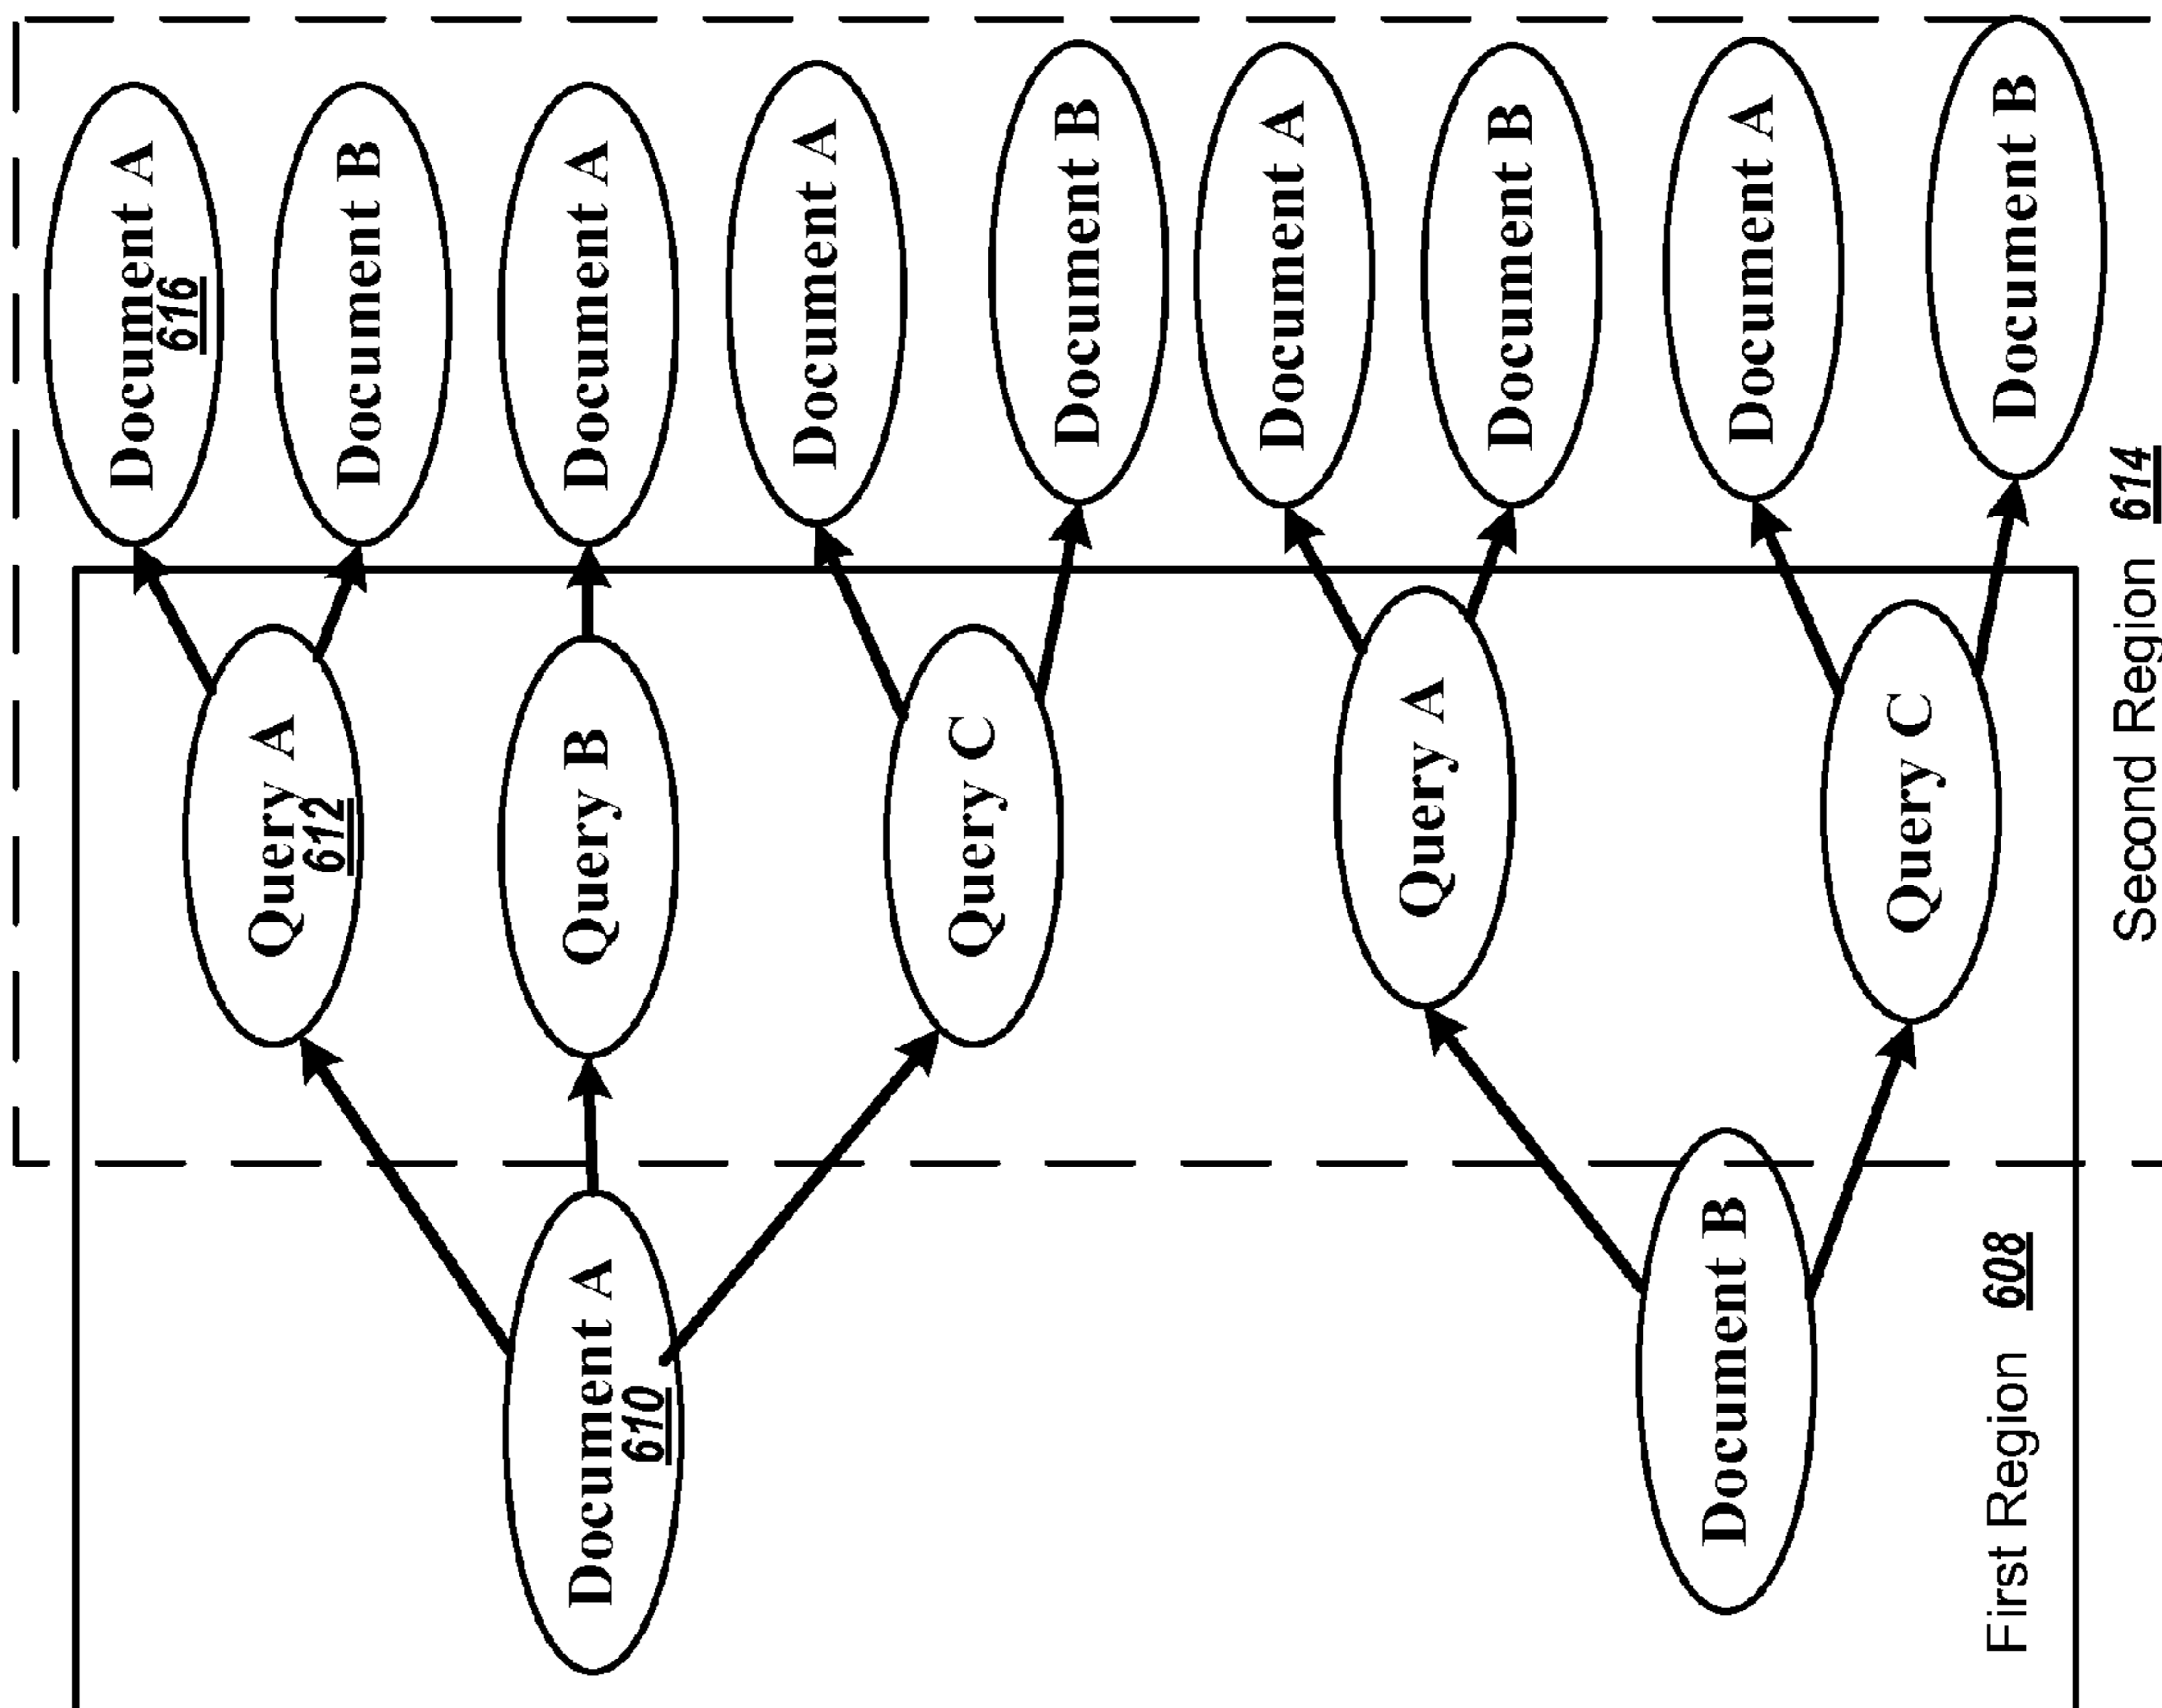 Document A
616
Document B
Document A
Document A
Document B
Document A
Document B
Document A
Document B
Query A
612
Query B
Query C
Query A
Query C
Document A
610
Document B
First Region 608
Second Region 614